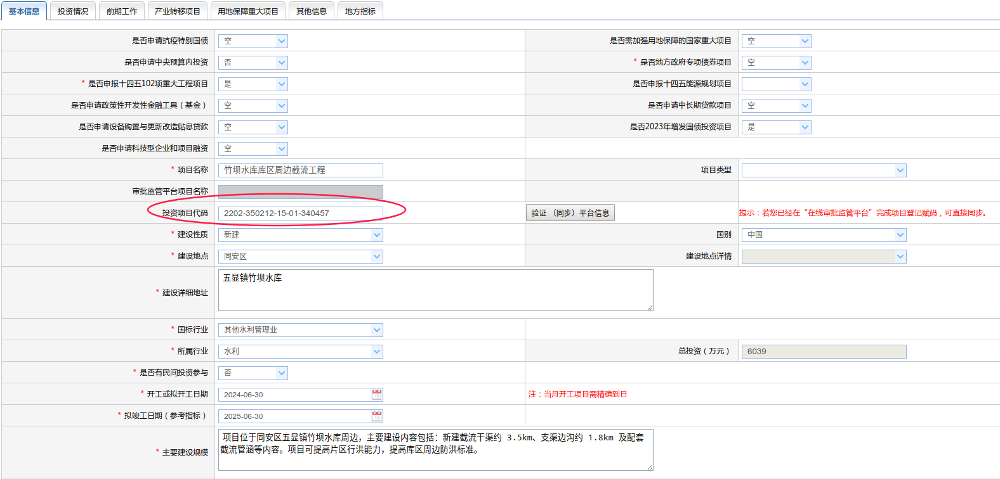 基本信息 投资情况 前期工作 产业转移项目 用地保障重大项目 其他信息 地方指标
是否申请抗疫特别国债 空 是否需加强用地保障的国家重大项目 空
是否申请中央预算内投资 否 * 是否地方政府专项债券项目 空
* 是否申报十四五102项重大工程项目 是 是否申报十四五能源规划项目
是否申请政策性开发性金融工具（基金） 空 是否申请中长期贷款项目 空
是否申请设备购置与更新改造贴息贷款 空 是否2023年增发国债投资项目 是
是否申请科技型企业和项目融资 空
* 项目名称 竹坝水库库区周边截流工程 项目类型
审批监管平台项目名称
投资项目代码 2202-350212-15-01-340457 验证 （同步）平台信息 提示：若您已经在“在线审批监管平台”完成项目登记赋码，可直接同步。
* 建设性质 新建 国别 中国
* 建设地点 同安区 建设地点详情
* 建设详细地址 五显镇竹坝水库
* 国标行业 其他水利管理业
* 所属行业 水利 总投资（万元） 6039
* 是否有民间投资参与 否
* 开工或拟开工日期 2024-06-30 注：当月开工项目需精确到日
* 拟竣工日期（参考指标） 2025-06-30
* 主要建设规模 项目位于同安区五显镇竹坝水库周边，主要建设内容包括：新建截流干渠约 3.5km、支渠边沟约 1.8km 及配套
截流管涵等内容。项目可提高片区行洪能力，提高库区周边防洪标准。